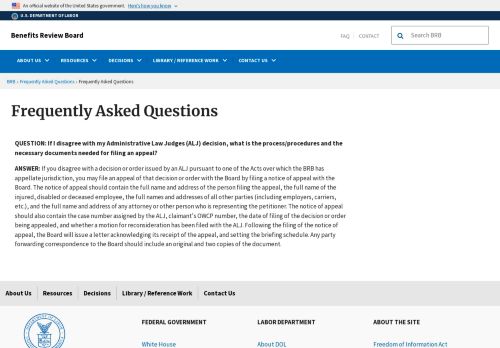 An official website of the United States government. Here's how you know
U.S. DEPARTMENT OF LABOR
Benefits Review Board
FAQ
CONTACT
Search BRB
ABOUT US
RESOURCES
DECISIONS
LIBRARY / REFERENCE WORK
CONTACT US
BRB › Frequently Asked Questions › Frequently Asked Questions
Frequently Asked Questions
QUESTION: If I disagree with my Administrative Law Judges (ALJ) decision, what is the process/procedures and the
necessary documents needed for filing an appeal?
ANSWER: If you disagree with a decision or order issued by an ALJ pursuant to one of the Acts over which the BRB has
appellate jurisdiction, you may file an appeal of that decision or order with the Board by filing a notice of appeal with the
Board. The notice of appeal should contain the full name and address of the person filing the appeal, the full name of the
injured, disabled or deceased employee, the full names and addresses of all other parties (including employers, carriers,
etc.), and the full name and address of any attorney or other person who is representing the petitioner. The notice of appeal
should also contain the case number assigned by the ALJ, claimant's OWCP number, the date of filing of the decision or order
being appealed, and whether a motion for reconsideration has been filed with the ALJ. Following the filing of the notice of
appeal, the Board will issue a letter acknowledging its receipt of the appeal, and setting the briefing schedule. Any party
forwarding correspondence to the Board should include an original and two copies of the document.
About Us
Resources
Decisions
Library / Reference Work
Contact Us
FEDERAL GOVERNMENT
LABOR DEPARTMENT
ABOUT THE SITE
White House
About DOL
Freedom of Information Act